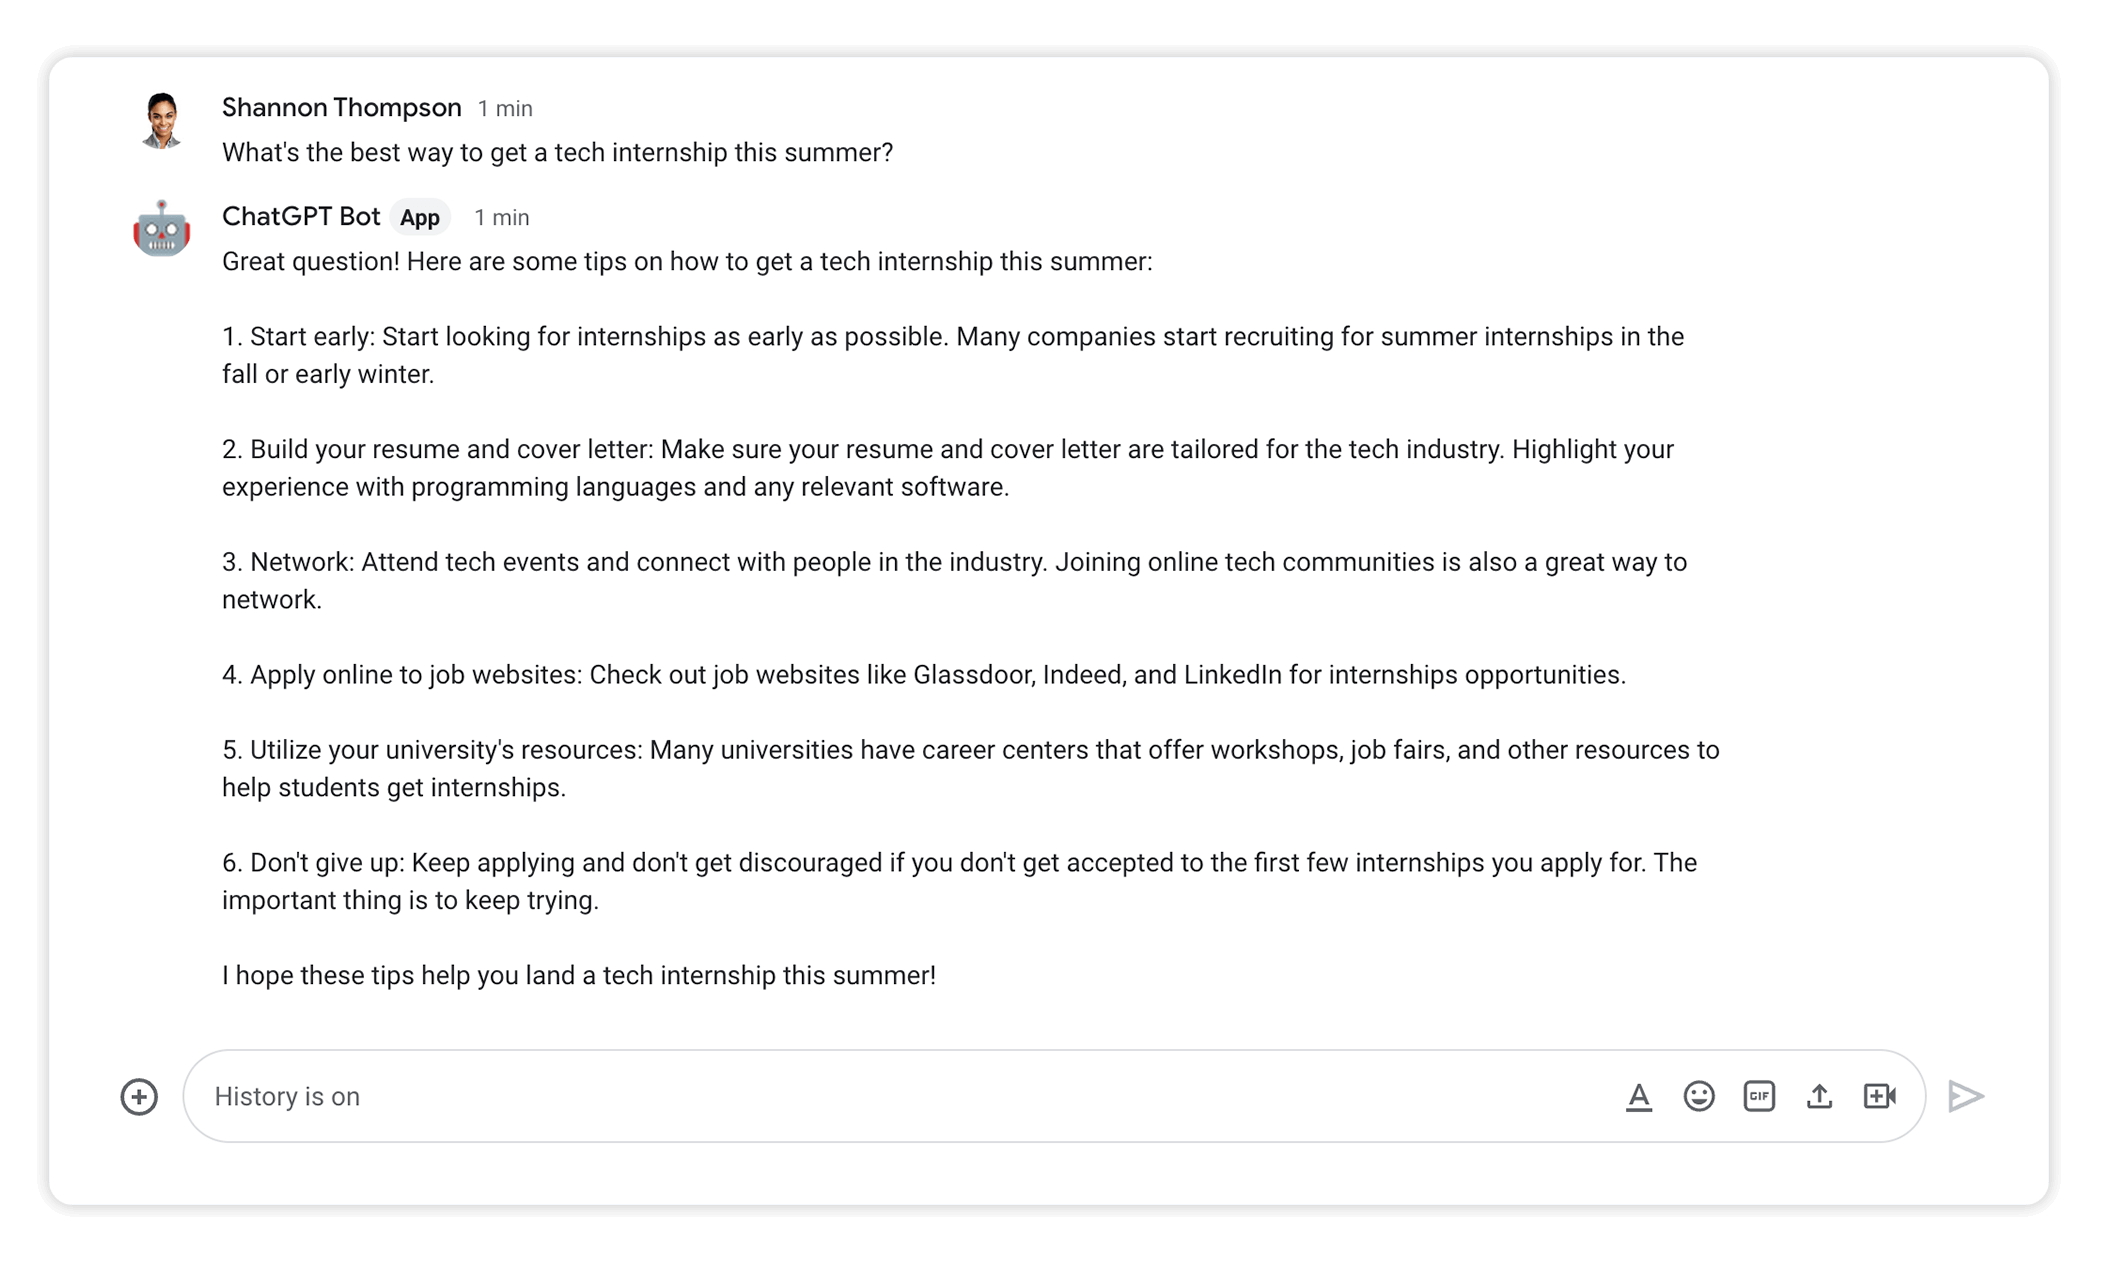 Shannon Thompson 1 min
What's the best way to get a tech internship this summer?
ChatGPT Bot App 1 min
Great question! Here are some tips on how to get a tech internship this summer:
1. Start early: Start looking for internships as early as possible. Many companies start recruiting for summer internships in the
fall or early winter.
2. Build your resume and cover letter: Make sure your resume and cover letter are tailored for the tech industry. Highlight your
experience with programming languages and any relevant software.
3. Network: Attend tech events and connect with people in the industry. Joining online tech communities is also a great way to
network.
4. Apply online to job websites: Check out job websites like Glassdoor, Indeed, and LinkedIn for internships opportunities.
5. Utilize your university's resources: Many universities have career centers that offer workshops, job fairs, and other resources to
help students get internships.
6. Don't give up: Keep applying and don't get discouraged if you don't get accepted to the first few internships you apply for. The
important thing is to keep trying.
I hope these tips help you land a tech internship this summer!
History is on A GIF